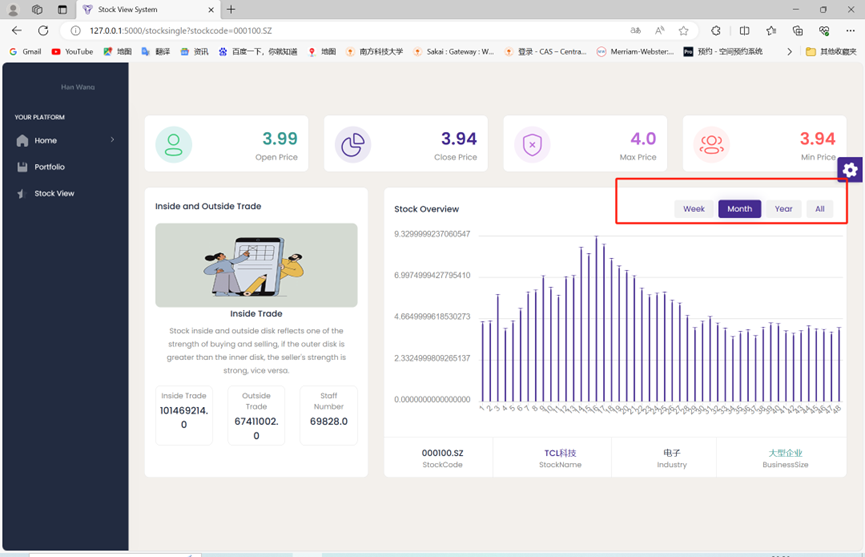 Stock View System
127.0.0.1:5000/stocksingle?stockcode=000100.SZ
Gmail
YouTube
地图
翻译
资讯
百度一下，你就知道
地图
南方科技大学
Sakai : Gateway : W...
登录 - CAS – Centra...
Merriam-Webster:...
预约 - 空间预约系统
其他收藏夹
Han Wang
YOUR PLATFORM
Home
Portfolio
Stock View
3.99
Open Price
3.94
Close Price
4.0
Max Price
3.94
Min Price
Inside and Outside Trade
Inside Trade
Stock inside and outside disk reflects one of the
strength of buying and selling, if the outer disk is
greater than the inner disk, the seller's strength is
strong, vice versa.
Inside Trade
101469214.
0
Outside
Trade
67411002.
0
Staff
Number
69828.0
Stock Overview
Week
Month
Year
All
9.3299999237060547
6.9974999427795410
4.6649999618530273
2.3324999809265137
0.0000000000000000
1 2 3 4 5 6 7 8 9 10 11 12 13 14 15 16 17 18 19 20 21 22 23 24 25 26 27 28 29 30 31 32 33 34 35 36 37 38 39 40 41 42 43 44 45 46 47 48
000100.SZ
StockCode
TCL科技
StockName
电子
Industry
大型企业
BusinessSize